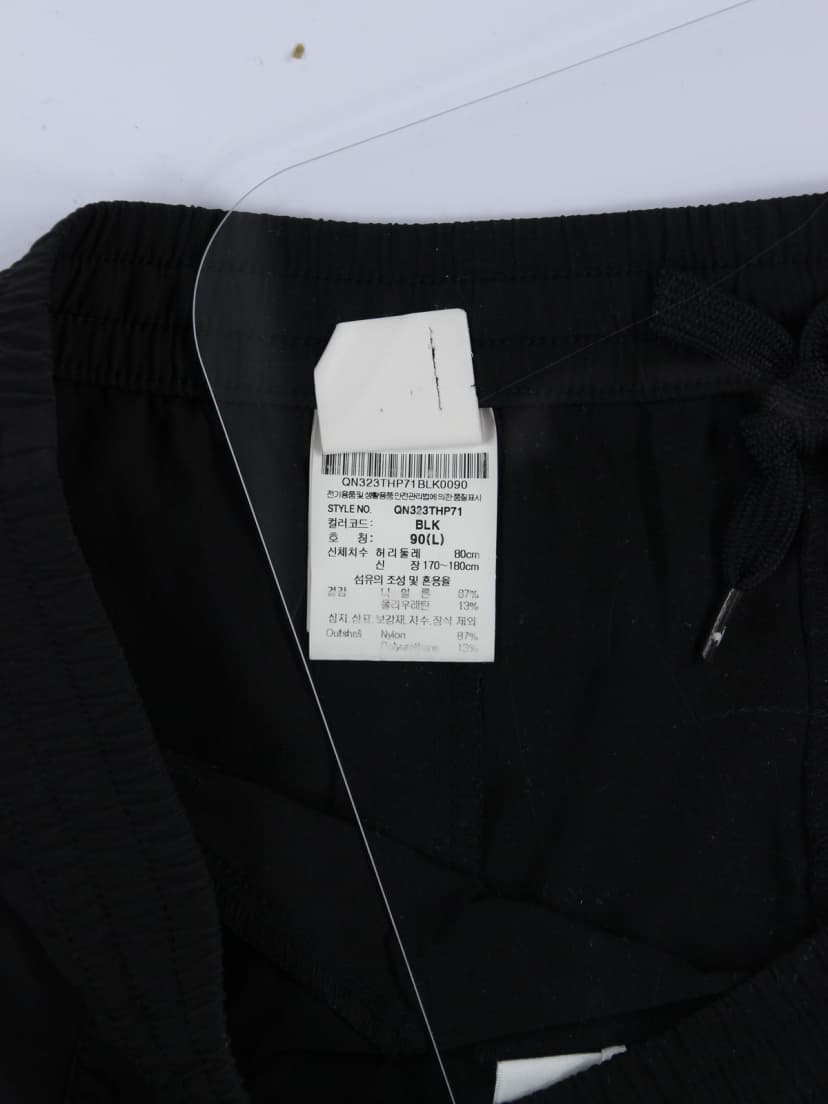 QN323THP71BLK0090
전기용품 및 생활용품 안전관리법에 의한 품질표시
STYLE NO. QN323THP71
컬러코드: BLK
호 칭: 90(L)
신체치수 허리둘레 80cm
신 장 170~180cm
섬유의 조성 및 혼용율
겉감 나일론 87%
폴리우레탄 13%
심지,상표,보강재,자수,장식 제외
Outshell Nylon 87%
Polyurethane 13%